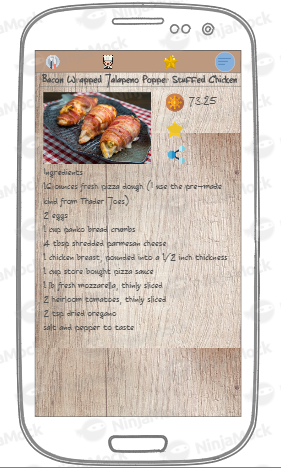 Bacon Wrapped Jalapeno Popper Stuffed Chicken
7325
Ingredients
16 ounces fresh pizza dough (I use the pre-made
kind from Trader Joes)
2 eggs
1 cup panko bread crumbs
4 tbsp shredded parmesan cheese
1 chicken breast, pounded into a 1/2 inch thickness
1 cup store bought pizza sauce
1 lb fresh mozzarella, thinly sliced
2 heirloom tomatoes, thinly sliced
2 tsp dried oregano
salt and pepper to taste
NinjaMock